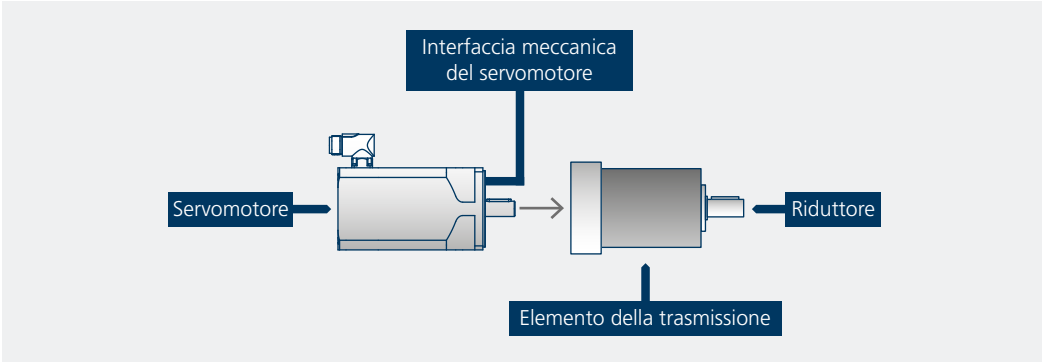 Interfaccia meccanica
del servomotore
Servomotore
Riduttore
Elemento della trasmissione